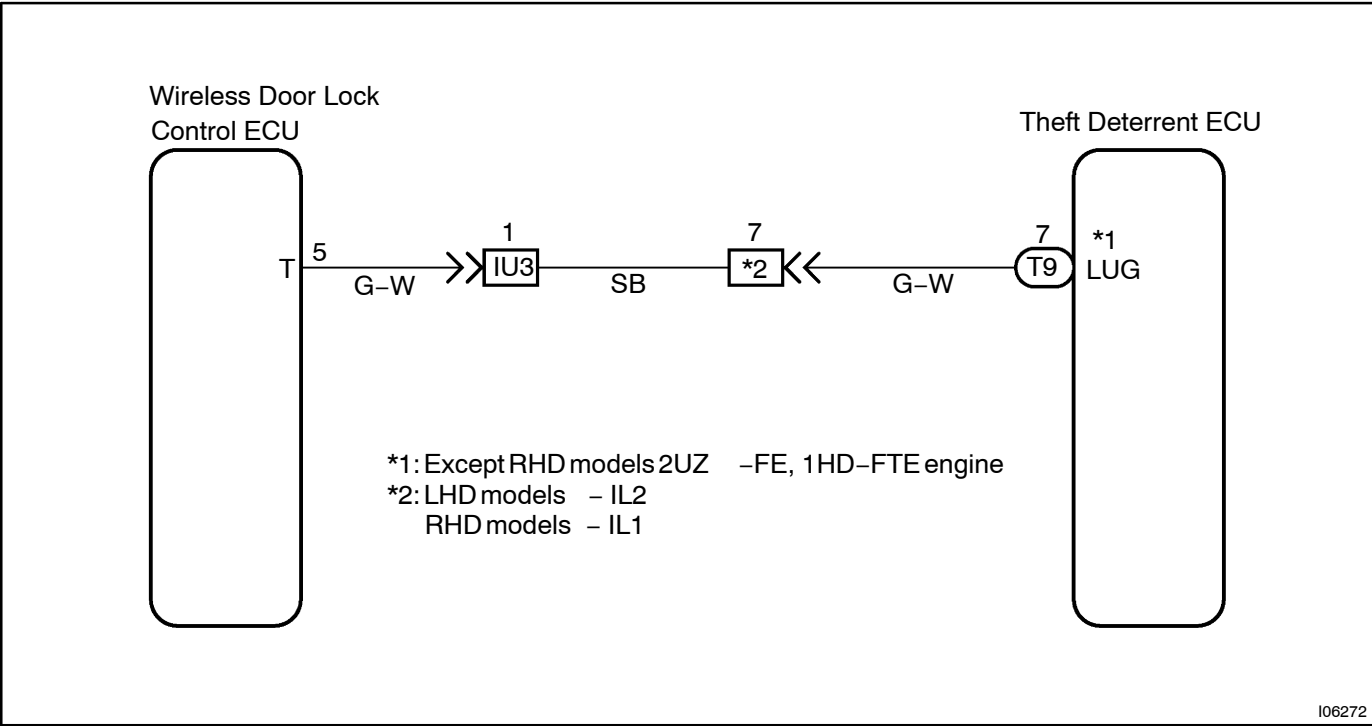 Wireless Door Lock
Control ECU
Theft Deterrent ECU
T 5 G–W 1 IU3 SB 7 *2 G–W 7 T9 *1 LUG
*1: Except RHD models 2UZ –FE, 1HD–FTE engine
*2: LHD models – IL2
RHD models – IL1
I06272